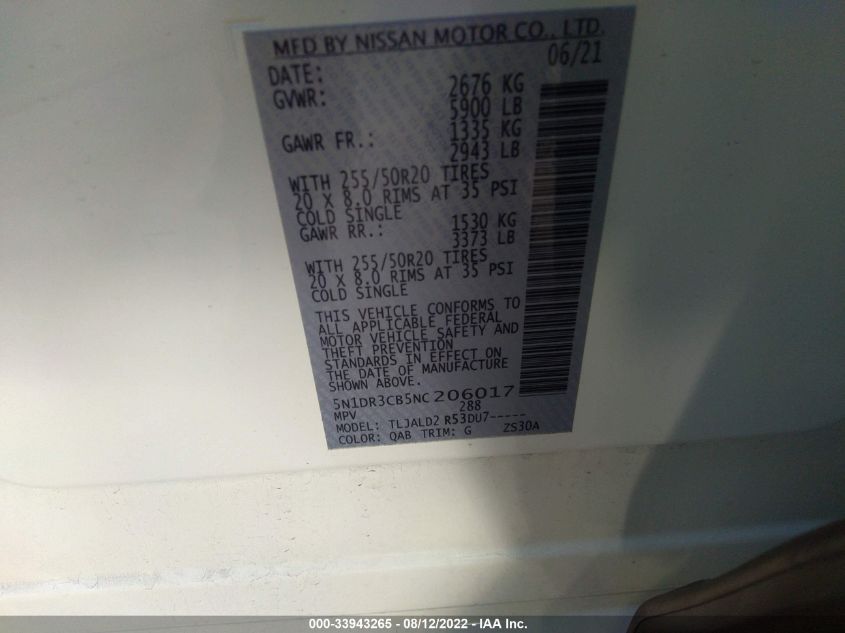 MFD BY NISSAN MOTOR CO., LTD.
DATE: 06/21
GVWR: 2676 KG
5900 LB
GAWR FR.: 1335 KG
2943 LB
WITH 255/50R20 TIRES
20 X 8.0 RIMS AT 35 PSI
COLD SINGLE
GAWR RR.: 1530 KG
3373 LB
WITH 255/50R20 TIRES
20 X 8.0 RIMS AT 35 PSI
COLD SINGLE
THIS VEHICLE CONFORMS TO
ALL APPLICABLE FEDERAL
MOTOR VEHICLE SAFETY AND
THEFT PREVENTION
STANDARDS IN EFFECT ON
THE DATE OF MANUFACTURE
SHOWN ABOVE.
5N1DR3CB5NC206017
MPV 288
MODEL: TLJALD2 R53DU7-----
COLOR: QAB TRIM: G ZS30A
000-33943265 - 08/12/2022 - IAA Inc.